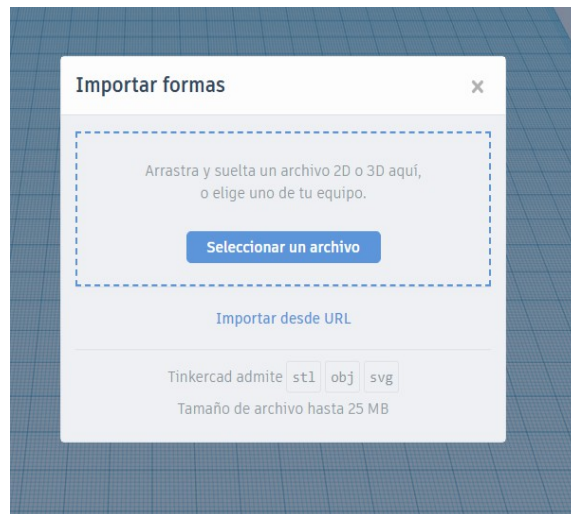 Importar formas
×
Arrastra y suelta un archivo 2D o 3D aquí,
o elige uno de tu equipo.
Seleccionar un archivo
Importar desde URL
Tinkercad admite stl obj svg
Tamaño de archivo hasta 25 MB